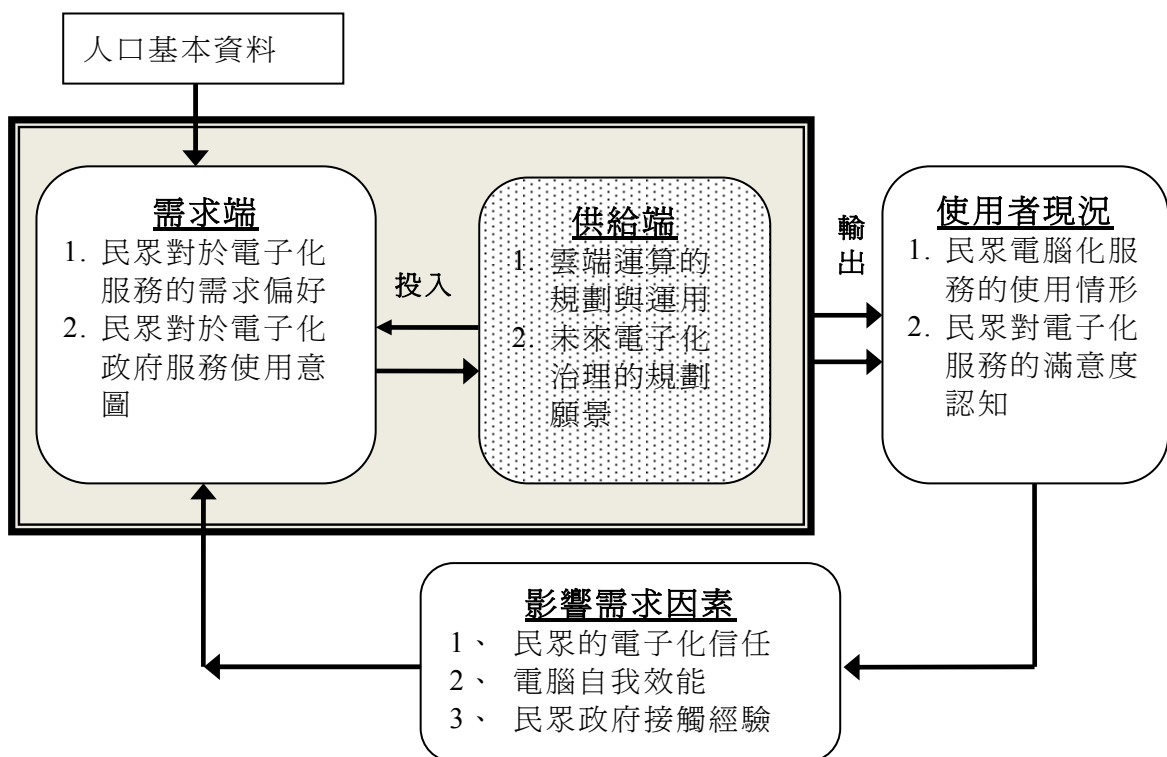 人口基本資料
需求端
1. 民眾對於電子化
服務的需求偏好
2. 民眾對於電子化
政府服務使用意
圖
投入
供給端
1. 雲端運算的
規劃與運用
2. 未來電子化
治理的規劃
願景
輸
出
使用者現況
1. 民眾電腦化服
務的使用情形
2. 民眾對電子化
服務的滿意度
認知
影響需求因素
1、 民眾的電子化信任
2、 電腦自我效能
3、 民眾政府接觸經驗